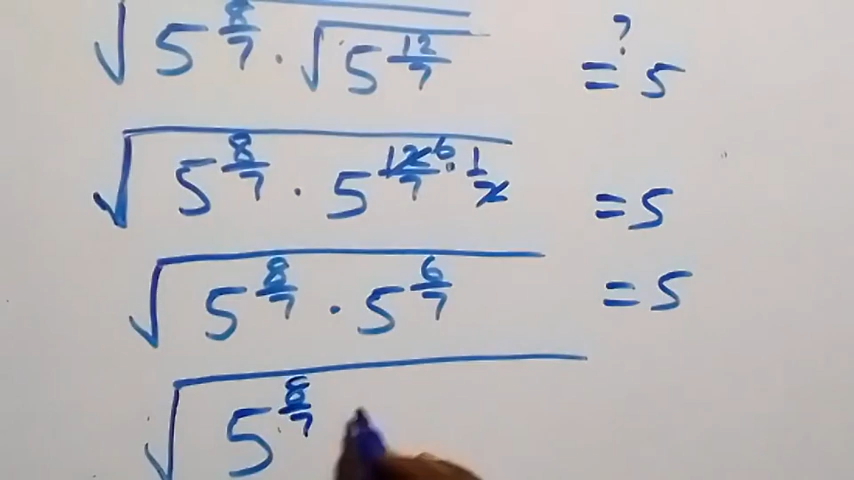 √(5^(8/7) · √(5^(12/7))) =? 5
√(5^(8/7) · 5^(12/7 6 · 1/2)) = 5
√(5^(8/7) · 5^(6/7)) = 5
√(5^(8/7)